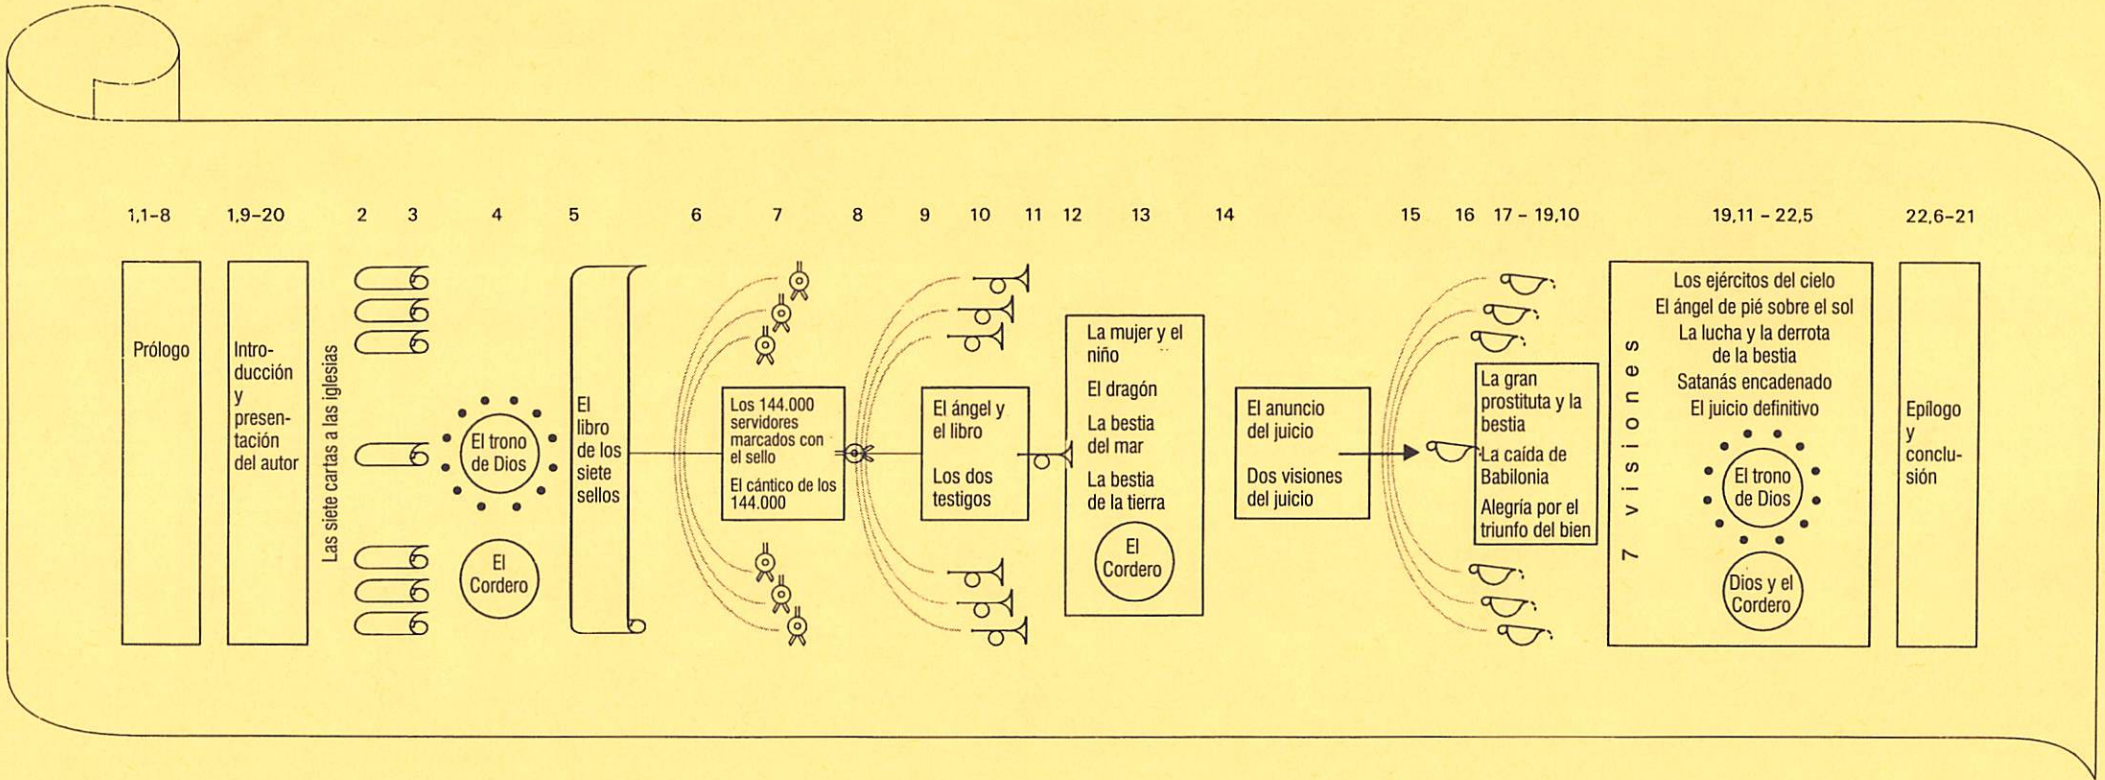 1,1–8
1,9–20
2
3
4
5
6
7
8
9
10
11
12
13
14
15
16
17 – 19,10
19,11 – 22,5
22,6–21
Prólogo
Intro-
ducción
y
presen-
tación
del autor
Las siete cartas a las iglesias
El trono
de Dios
El
Cordero
El
libro
de los
siete
sellos
Los 144.000
servidores
marcados con
el sello
El cántico de los
144.000
El ángel y
el libro
Los dos
testigos
La mujer y el
niño
El dragón
La bestia
del mar
La bestia
de la tierra
El
Cordero
El anuncio
del juicio
Dos visiones
del juicio
La gran
prostituta y la
bestia
La caída de
Babilonia
Alegría por el
triunfo del bien
7 visiones
Los ejércitos del cielo
El ángel de pié sobre el sol
La lucha y la derrota
de la bestia
Satanás encadenado
El juicio definitivo
El trono
de Dios
Dios y el
Cordero
Epílogo
y
conclu-
sión